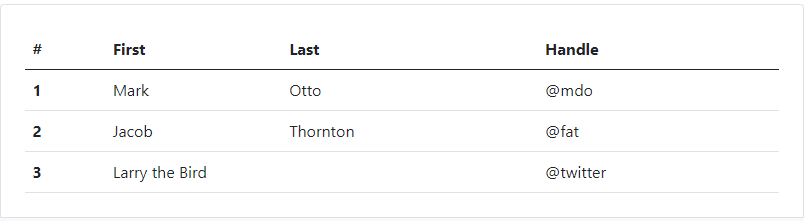 # First Last Handle
1 Mark Otto @mdo
2 Jacob Thornton @fat
3 Larry the Bird @twitter